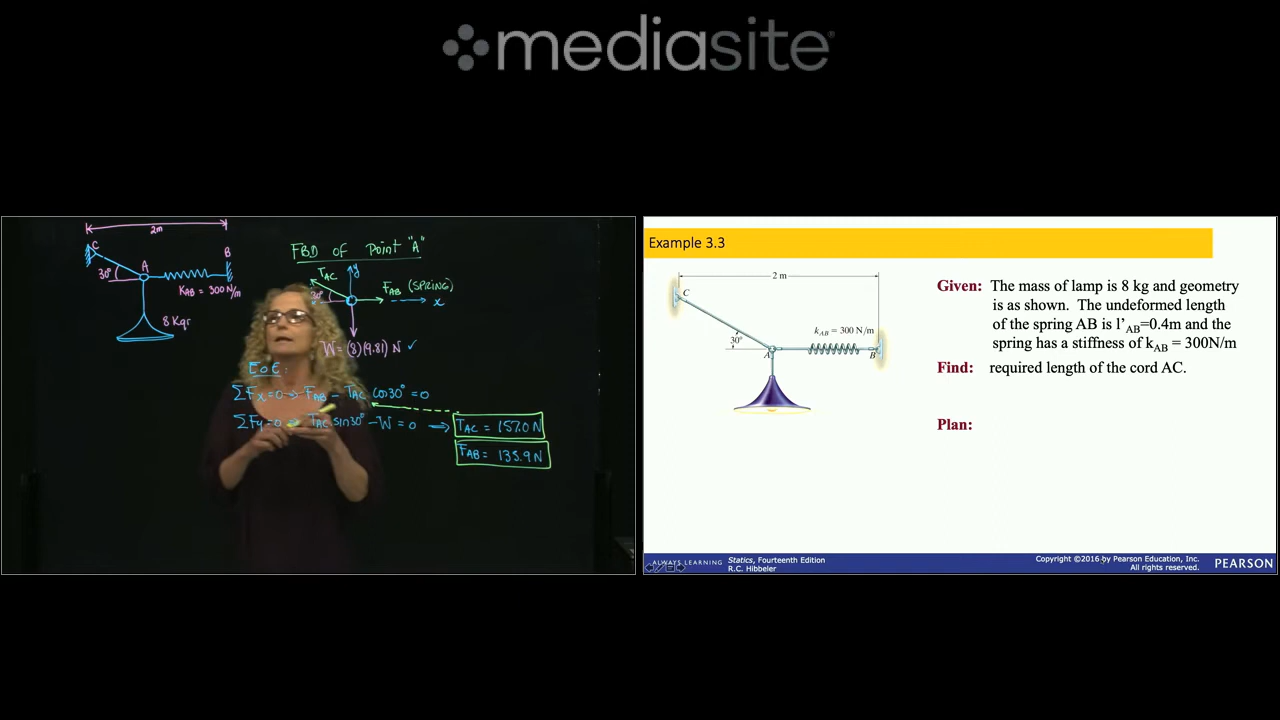 mediasite
2m
C
30°
A
B
KAB = 300 N/m
8 Kgr
FBD of Point "A"
y
TAC
30°
FAB (SPRING)
x
W = (8)(9.81) N ✓
EoE:
ΣFx=0 ⇒ FAB - TAC cos30° = 0
ΣFy=0 ⇒ TAC sin30° - W = 0 → TAC = 157.0 N
FAB = 135.9 N
Example 3.3
2 m
C
kAB = 300 N/m
30°
A
B
Given: The mass of lamp is 8 kg and geometry
is as shown. The undeformed length
of the spring AB is l’AB=0.4m and the
spring has a stiffness of kAB = 300N/m
Find: required length of the cord AC.
Plan:
ALWAYS LEARNING
Statics, Fourteenth Edition
R.C. Hibbeler
Copyright ©2016 by Pearson Education, Inc.
All rights reserved.
PEARSON